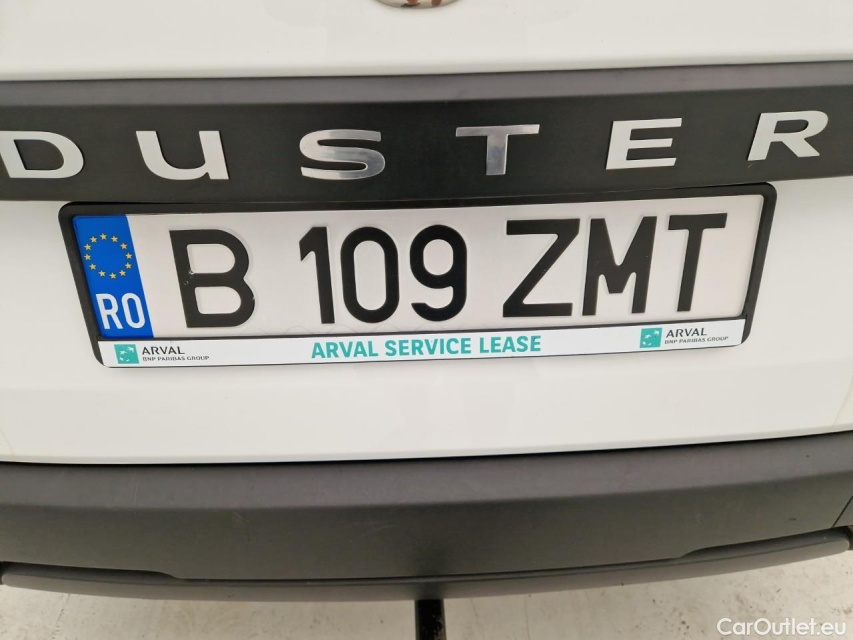 DUSTER
RO B 109 ZMT
ARVAL
BNP PARIBAS GROUP
ARVAL SERVICE LEASE
ARVAL
BNP PARIBAS GROUP
CarOutlet.eu